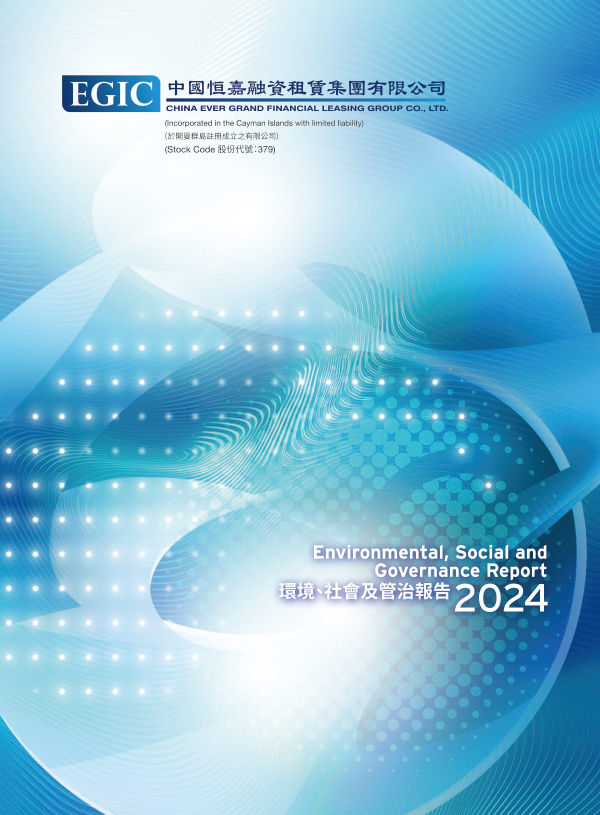 EGIC
中國恒嘉融資租賃集團有限公司
CHINA EVER GRAND FINANCIAL LEASING GROUP CO., LTD.
(Incorporated in the Cayman Islands with limited liability)
(於開曼群島註冊成立之有限公司)
(Stock Code 股份代號:379)
Environmental, Social and
Governance Report
環境、社會及管治報告 2024